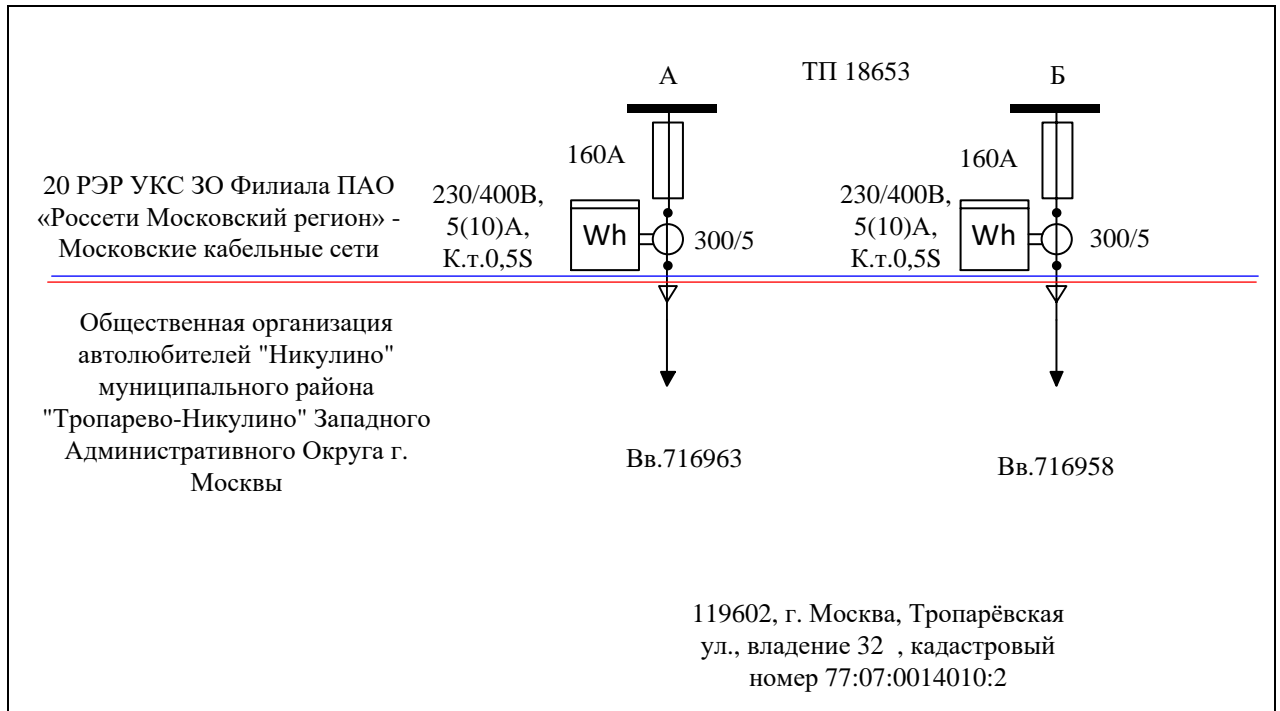 А
ТП 18653
Б
160А
160А
20 РЭР УКС ЗО Филиала ПАО
«Россети Московский регион» -
Московские кабельные сети
230/400В,
5(10)А,
К.т.0,5S
Wh
300/5
230/400В,
5(10)А,
К.т.0,5S
Wh
300/5
Общественная организация
автолюбителей "Никулино"
муниципального района
"Тропарево-Никулино" Западного
Административного Округа г.
Москвы
Вв.716963
Вв.716958
119602, г. Москва, Тропарёвская
ул., владение 32 , кадастровый
номер 77:07:0014010:2